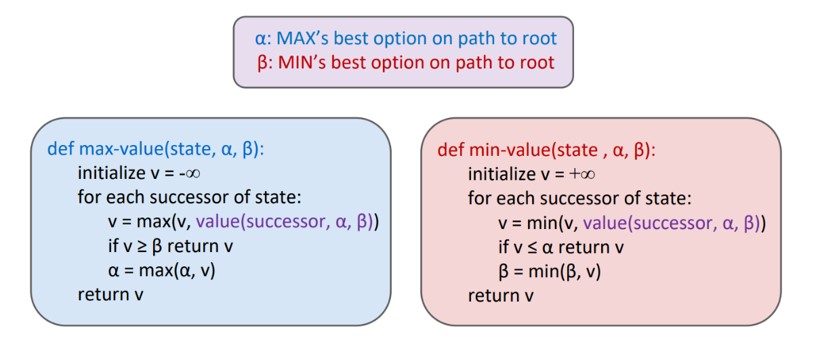 α: MAX's best option on path to root
β: MIN's best option on path to root
def max-value(state, α, β):
initialize v = -∞
for each successor of state:
v = max(v, value(successor, α, β))
if v ≥ β return v
α = max(α, v)
return v
def min-value(state , α, β):
initialize v = +∞
for each successor of state:
v = min(v, value(successor, α, β))
if v ≤ α return v
β = min(β, v)
return v